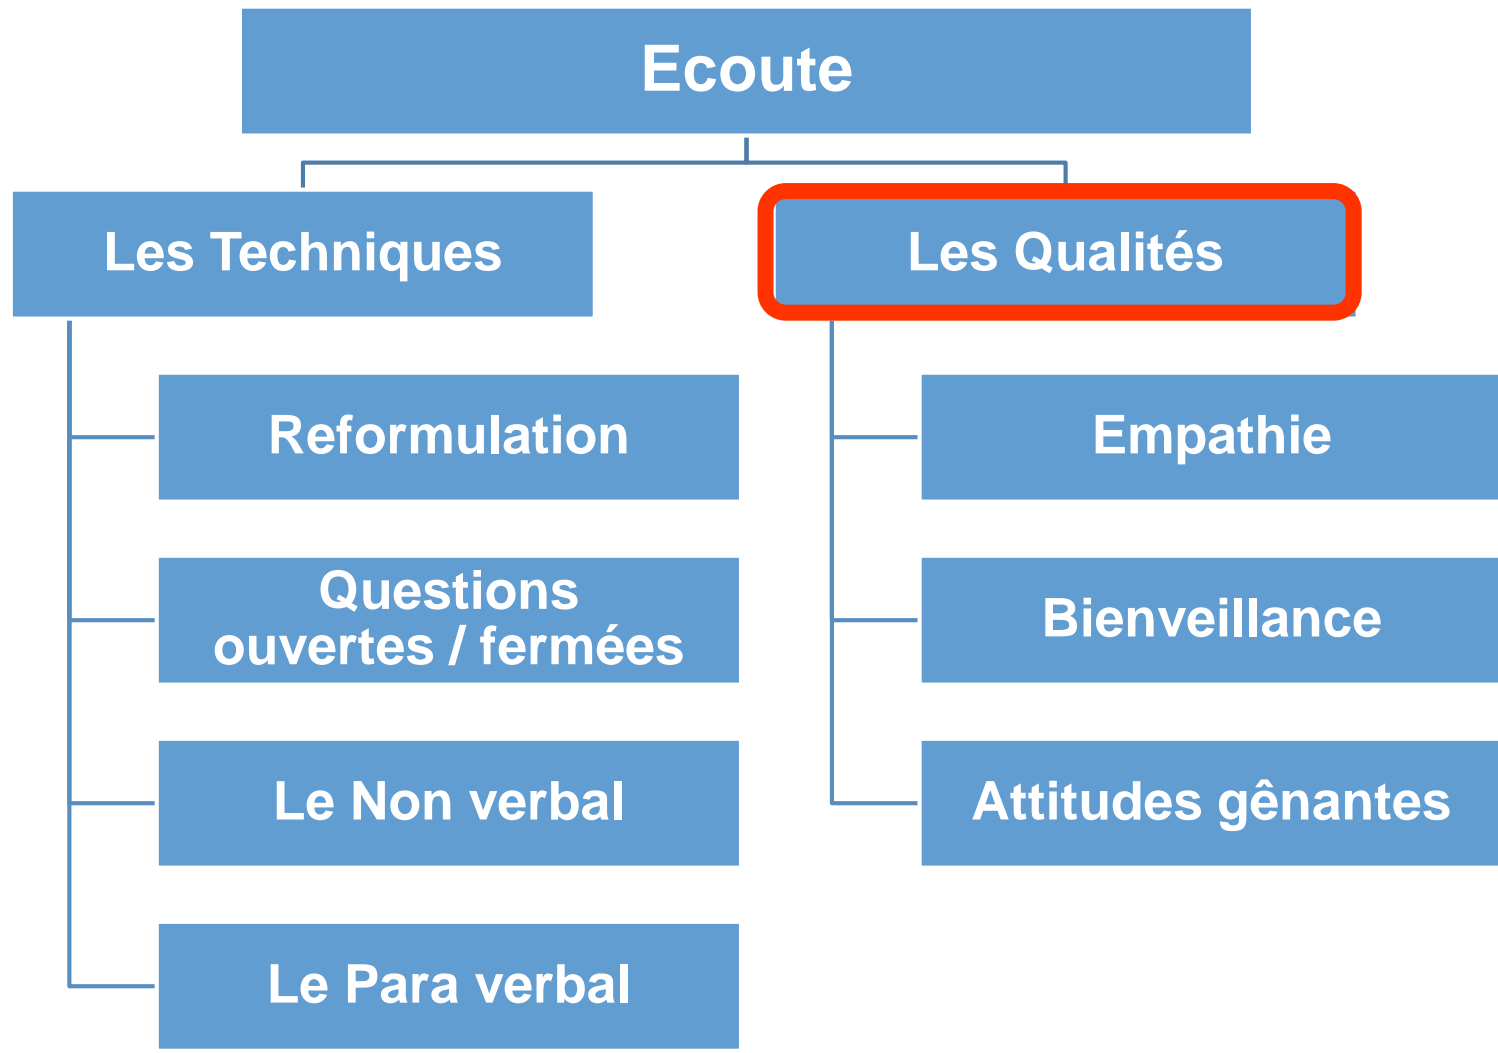 Ecoute
Les Techniques
Reformulation
Questions
ouvertes / fermées
Le Non verbal
Le Para verbal
Les Qualités
Empathie
Bienveillance
Attitudes gênantes